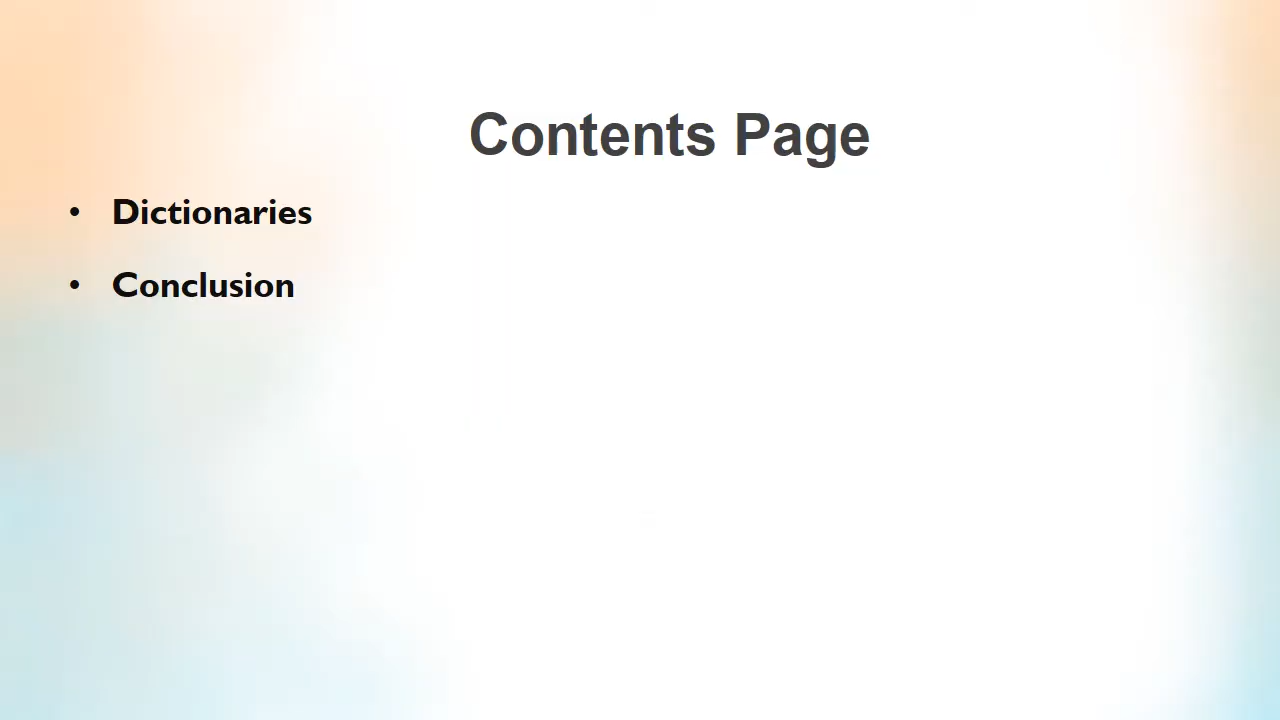 Contents Page
• Dictionaries
• Conclusion